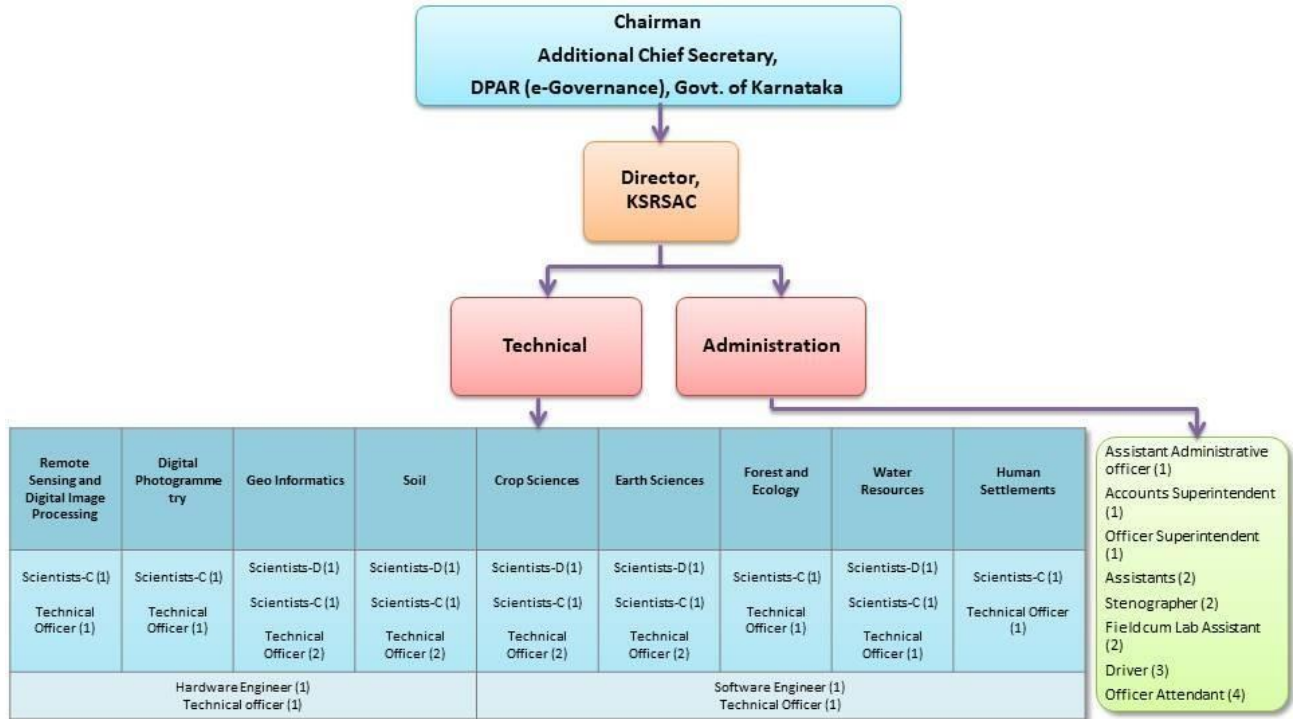 Chairman
Additional Chief Secretary,
DPAR (e-Governance), Govt. of Karnataka
Director,
KSRSAC
Technical
Administration
Remote
Sensing and
Digital Image
Processing
Digital
Photogramme
try
Geo Informatics
Soil
Crop Sciences
Earth Sciences
Forest and
Ecology
Water
Resources
Human
Settlements
Scientists-C (1)
Technical
Officer (1)
Scientists-C (1)
Technical
Officer (1)
Scientists-D (1)
Scientists-C (1)
Technical
Officer (2)
Scientists-D (1)
Scientists-C (1)
Technical
Officer (2)
Scientists-D (1)
Scientists-C (1)
Technical
Officer (2)
Scientists-D (1)
Scientists-C (1)
Technical
Officer (2)
Scientists-C (1)
Technical
Officer (1)
Scientists-D (1)
Scientists-C (1)
Technical
Officer (1)
Scientists-C (1)
Technical Officer
(1)
Hardware Engineer (1)
Technical officer (1)
Software Engineer (1)
Technical Officer (1)
Assistant Administrative
officer (1)
Accounts Superintendent
(1)
Officer Superintendent
(1)
Assistants (2)
Stenographer (2)
Fieldcum Lab Assistant
(2)
Driver (3)
Officer Attendant (4)